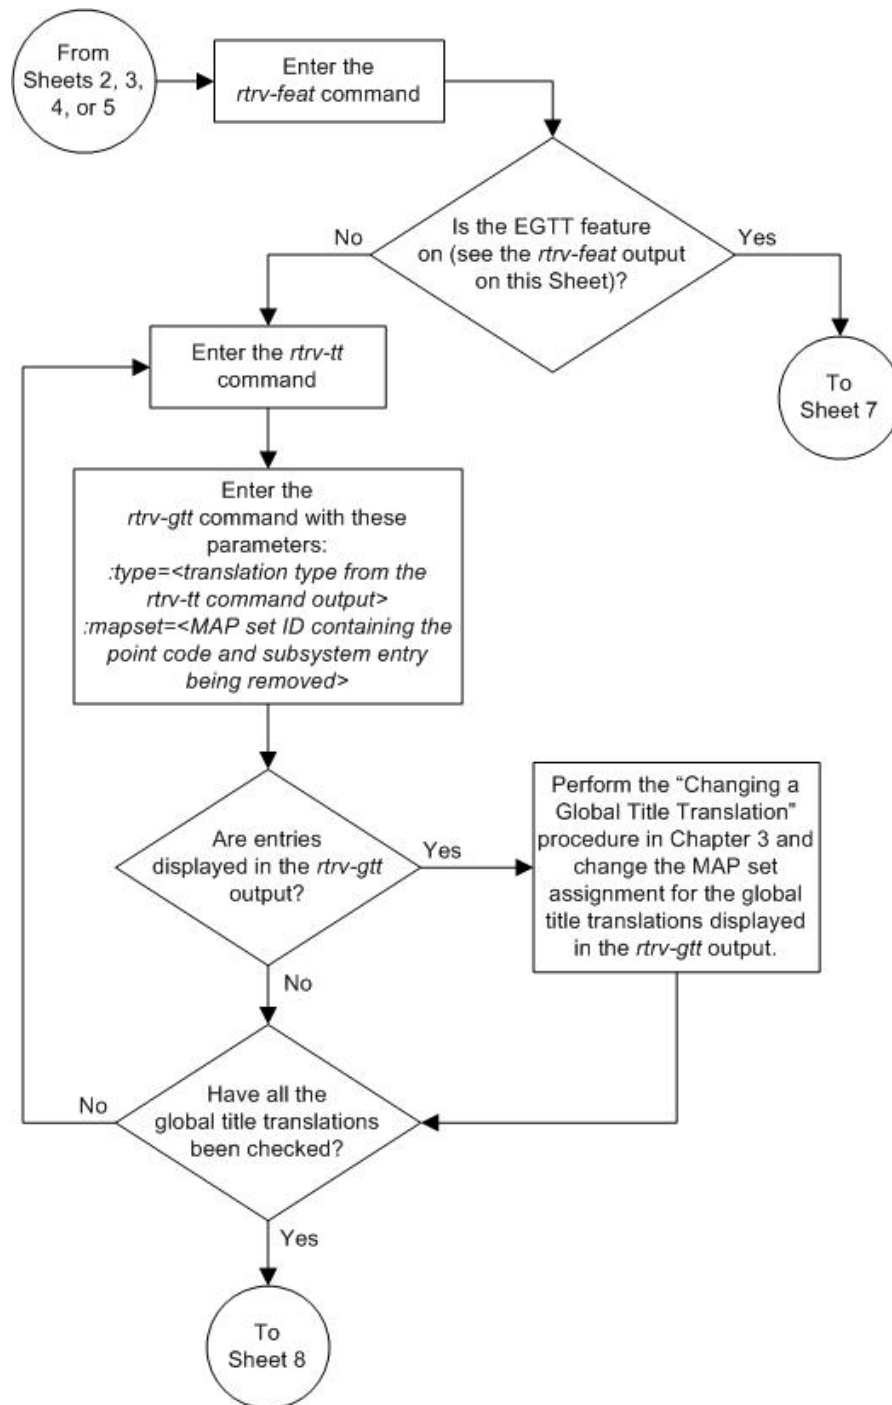 From
Sheets 2, 3,
4, or 5
Enter the
rtrv-feat command
Is the EGTT feature
on (see the rtrv-feat output
on this Sheet)?
No
Yes
Enter the rtrv-tt
command
To
Sheet 7
Enter the
rtrv-gtt command with these
parameters:
:type=<translation type from the
rtrv-tt command output>
:mapset=<MAP set ID containing the
point code and subsystem entry
being removed>
Are entries
displayed in the rtrv-gtt
output?
Yes
No
Perform the “Changing a
Global Title Translation”
procedure in Chapter 3 and
change the MAP set
assignment for the global
title translations displayed
in the rtrv-gtt output.
Have all the
global title translations
been checked?
No
Yes
To
Sheet 8